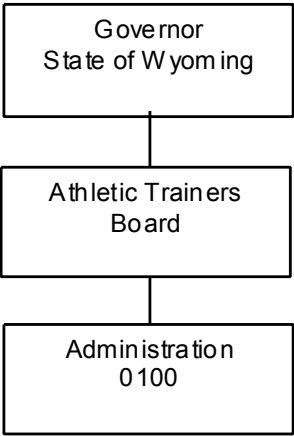 Governor
State of Wyoming
Athletic Trainers
Board
Administration
0100